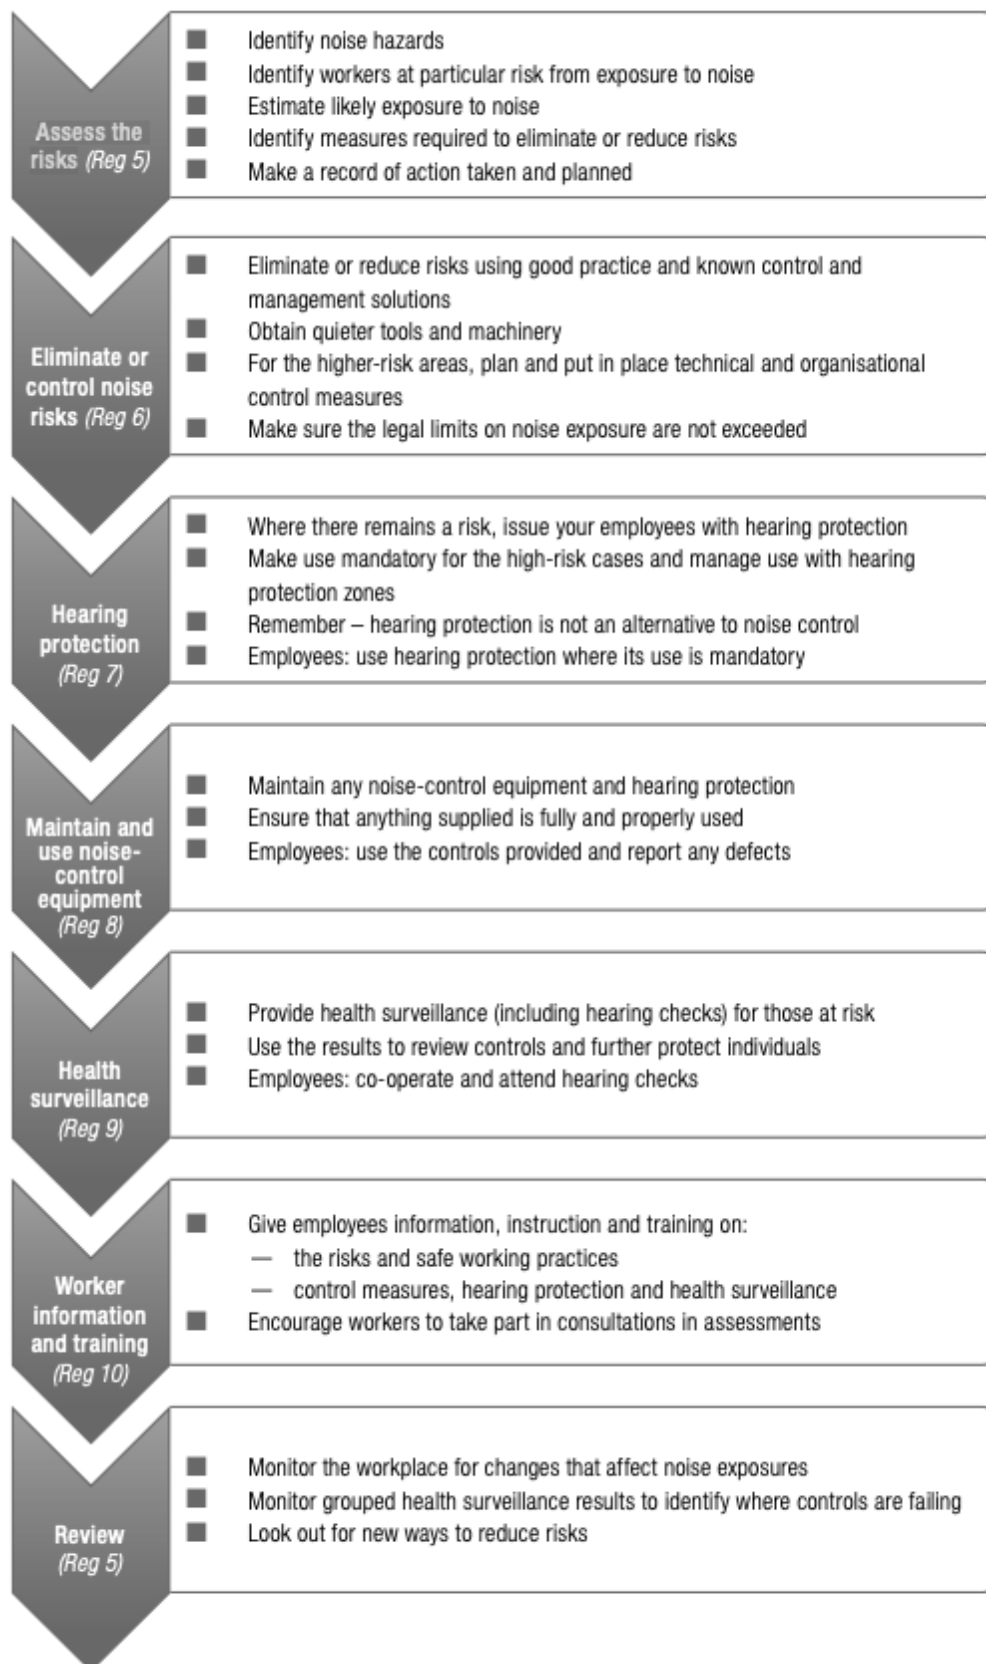 Assess the
risks (Reg 5)
■ Identify noise hazards
■ Identify workers at particular risk from exposure to noise
■ Estimate likely exposure to noise
■ Identify measures required to eliminate or reduce risks
■ Make a record of action taken and planned
Eliminate or
control noise
risks (Reg 6)
■ Eliminate or reduce risks using good practice and known control and
management solutions
■ Obtain quieter tools and machinery
■ For the higher-risk areas, plan and put in place technical and organisational
control measures
■ Make sure the legal limits on noise exposure are not exceeded
Hearing
protection
(Reg 7)
■ Where there remains a risk, issue your employees with hearing protection
■ Make use mandatory for the high-risk cases and manage use with hearing
protection zones
■ Remember – hearing protection is not an alternative to noise control
■ Employees: use hearing protection where its use is mandatory
Maintain and
use noise-
control
equipment
(Reg 8)
■ Maintain any noise-control equipment and hearing protection
■ Ensure that anything supplied is fully and properly used
■ Employees: use the controls provided and report any defects
Health
surveillance
(Reg 9)
■ Provide health surveillance (including hearing checks) for those at risk
■ Use the results to review controls and further protect individuals
■ Employees: co-operate and attend hearing checks
Worker
information
and training
(Reg 10)
■ Give employees information, instruction and training on:
— the risks and safe working practices
— control measures, hearing protection and health surveillance
■ Encourage workers to take part in consultations in assessments
Review
(Reg 5)
■ Monitor the workplace for changes that affect noise exposures
■ Monitor grouped health surveillance results to identify where controls are failing
■ Look out for new ways to reduce risks